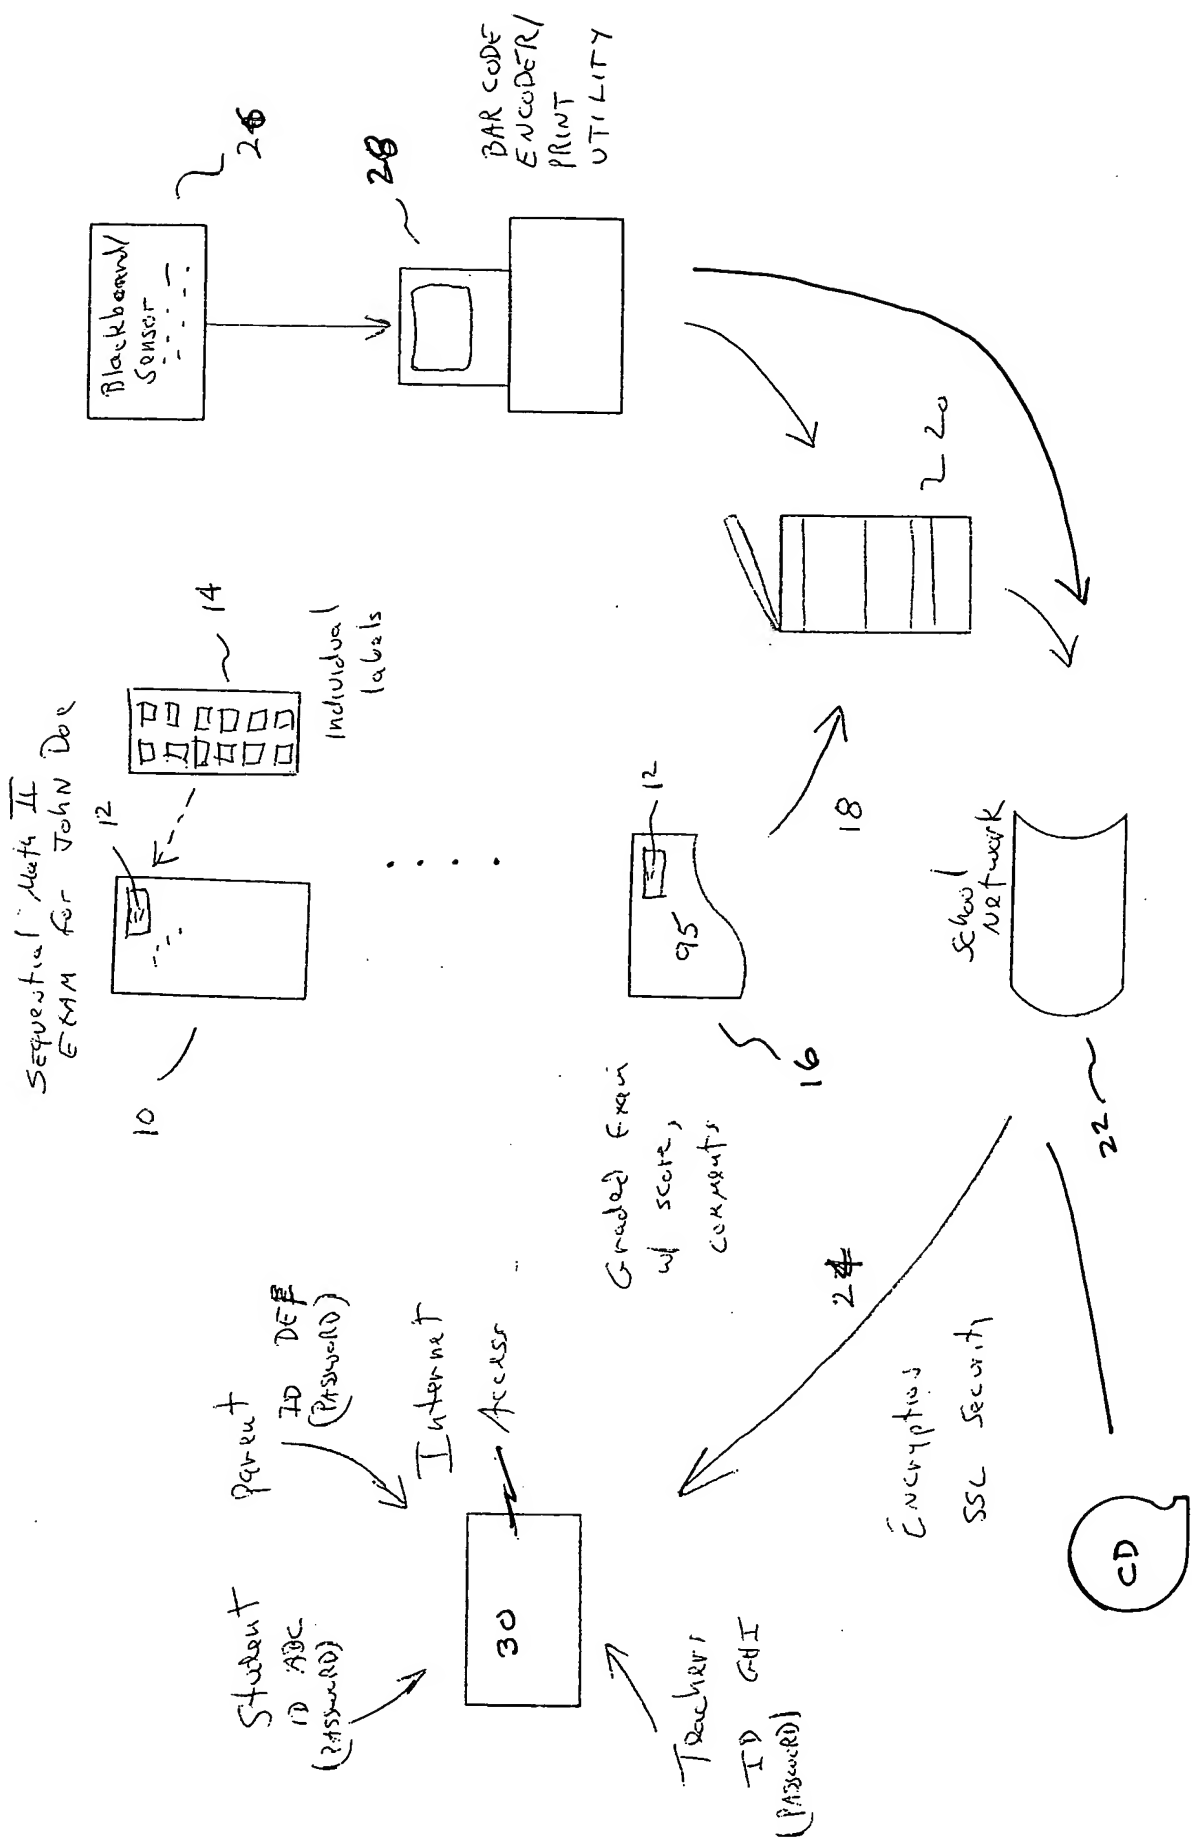 Sequential Math II
EXAM for John Doe
10
12
14
Individual
labels
Blackboard/
Sensor
26
28
BAR CODE
ENCODER/
PRINT
UTILITY
Graded Exam
w/ score,
comments
95
12
16
18
20
School
Network
22
24
Encryption
SSL Security
CD
Student
ID ABC
(PASSWORD)
Parent
ID DEF
(PASSWORD)
Internet
Access
30
Teachers
ID GHI
(PASSWORD)